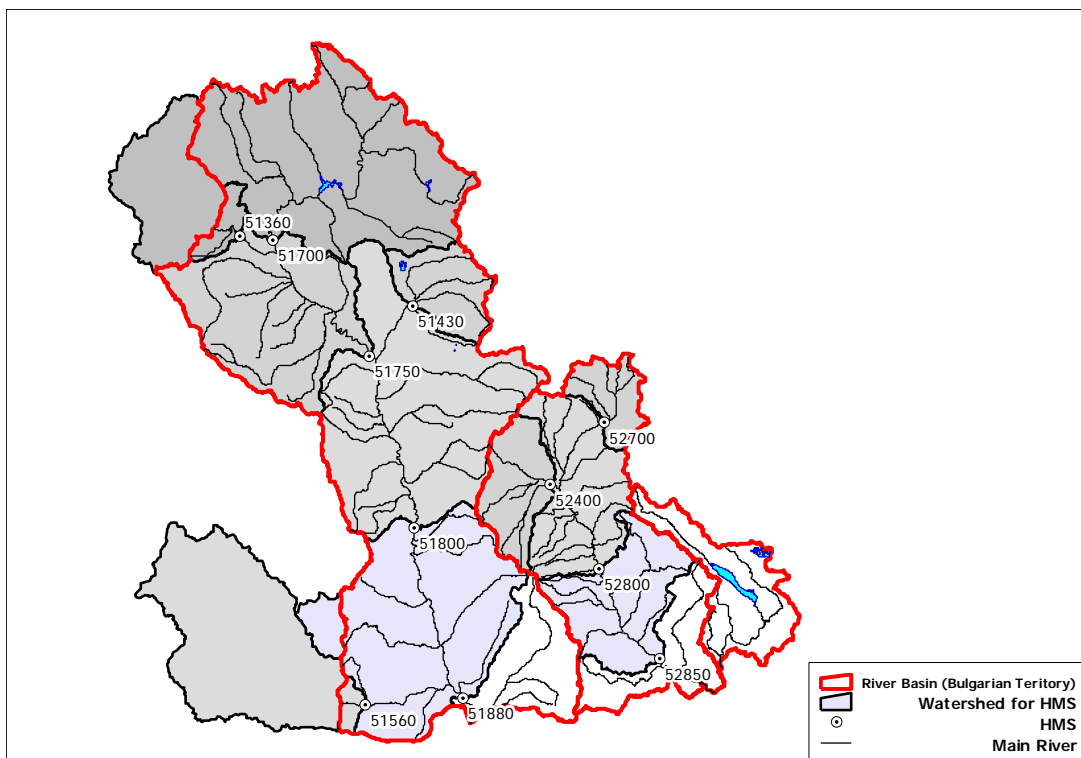 51360
51700
51430
51750
52700
52400
51800
52800
52850
51560
51880
River Basin (Bulgarian Teritory)
Watershed for HMS
HMS
Main River